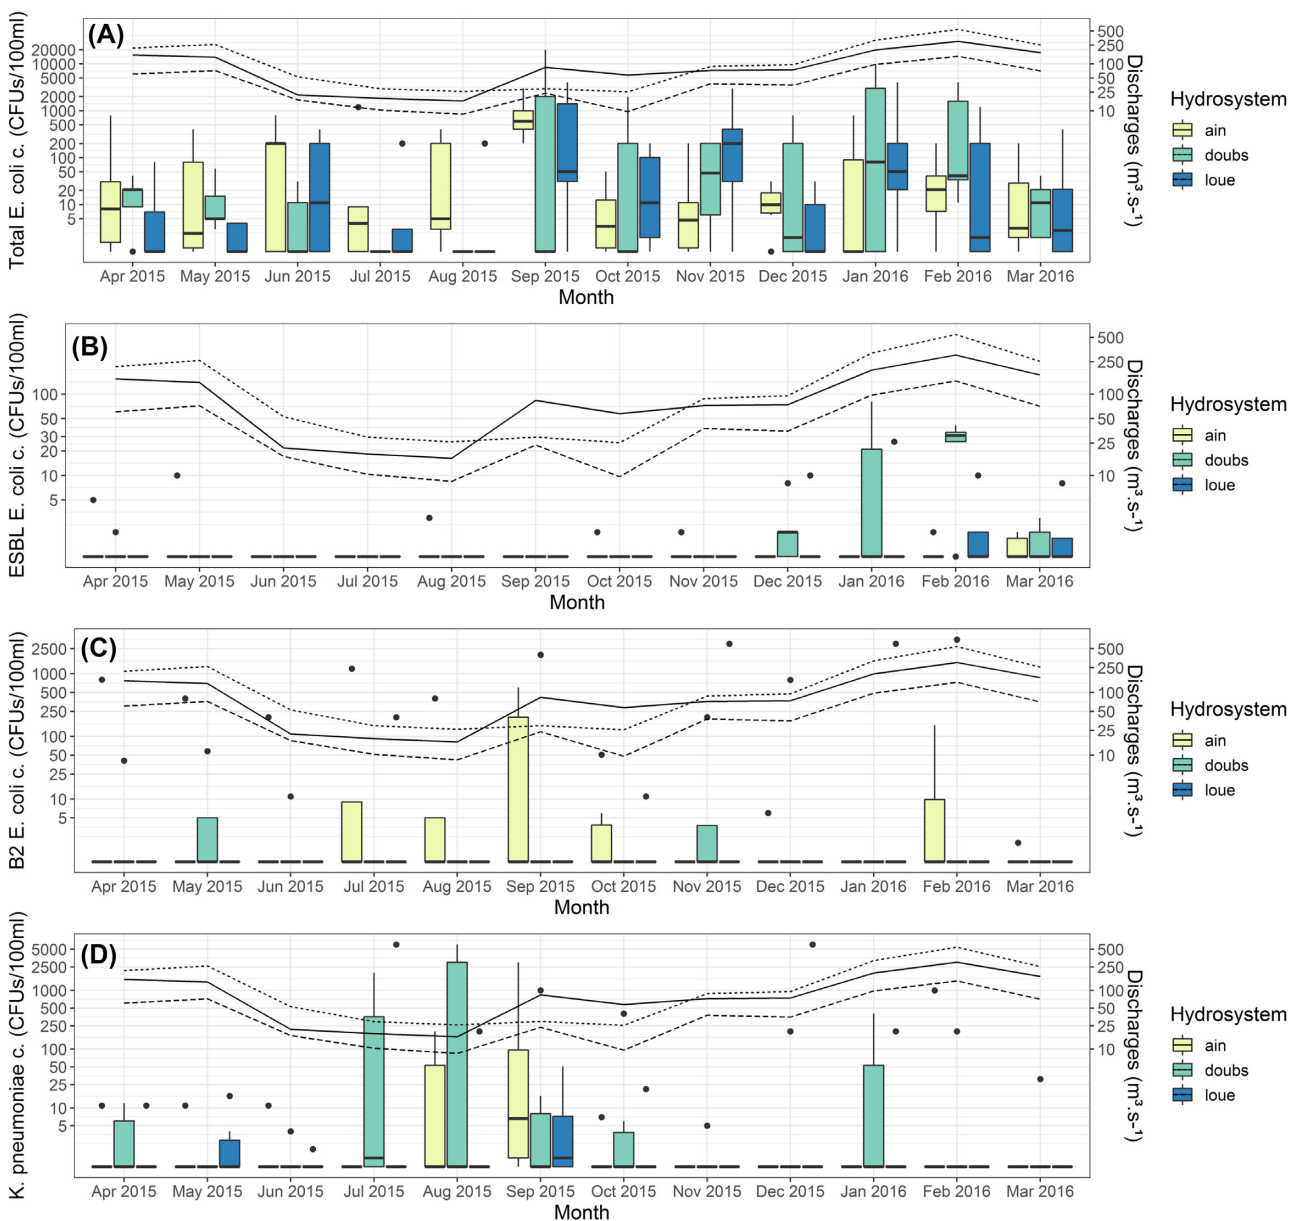 (A)
Total E. coli c. (CFUs/100ml)
20000
10000
5000
2000
1000
500
200
100
50
20
10
5
500
250
100
50
25
10
Discharges (m³.s-¹)
Apr 2015 May 2015 Jun 2015 Jul 2015 Aug 2015 Sep 2015 Oct 2015 Nov 2015 Dec 2015 Jan 2016 Feb 2016 Mar 2016
Month
Hydrosystem
ain
doubs
loue
(B)
ESBL E. coli c. (CFUs/100ml)
100
50
30
20
10
5
500
250
100
50
25
10
Discharges (m³.s-¹)
Apr 2015 May 2015 Jun 2015 Jul 2015 Aug 2015 Sep 2015 Oct 2015 Nov 2015 Dec 2015 Jan 2016 Feb 2016 Mar 2016
Month
Hydrosystem
ain
doubs
loue
(C)
B2 E. coli c. (CFUs/100ml)
2500
1000
500
250
100
50
25
10
5
500
250
100
50
25
10
Discharges (m³.s-¹)
Apr 2015 May 2015 Jun 2015 Jul 2015 Aug 2015 Sep 2015 Oct 2015 Nov 2015 Dec 2015 Jan 2016 Feb 2016 Mar 2016
Month
Hydrosystem
ain
doubs
loue
(D)
K. pneumoniae c. (CFUs/100ml)
5000
2500
1000
500
250
100
50
25
10
5
500
250
100
50
25
10
Discharges (m³.s-¹)
Apr 2015 May 2015 Jun 2015 Jul 2015 Aug 2015 Sep 2015 Oct 2015 Nov 2015 Dec 2015 Jan 2016 Feb 2016 Mar 2016
Month
Hydrosystem
ain
doubs
loue